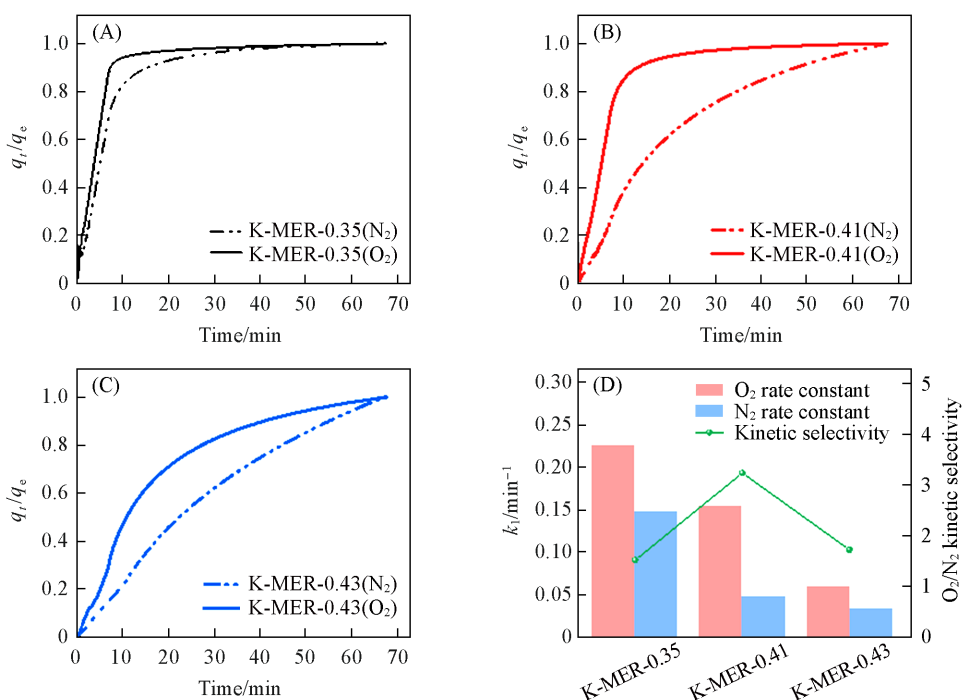 (A)
1.0
0.8
0.6
0.4
0.2
0
qt/qe
K-MER-0.35(N2)
K-MER-0.35(O2)
0 10 20 30 40 50 60 70
Time/min
(B)
1.0
0.8
0.6
0.4
0.2
0
qt/qe
K-MER-0.41(N2)
K-MER-0.41(O2)
0 10 20 30 40 50 60 70
Time/min
(C)
1.0
0.8
0.6
0.4
0.2
0
qt/qe
K-MER-0.43(N2)
K-MER-0.43(O2)
0 10 20 30 40 50 60 70
Time/min
(D)
0.30
0.25
0.20
0.15
0.10
0.05
0
k1/min−1
O2 rate constant
N2 rate constant
Kinetic selectivity
5
4
3
2
1
0
O2/N2 kinetic selectivity
K-MER-0.35
K-MER-0.41
K-MER-0.43